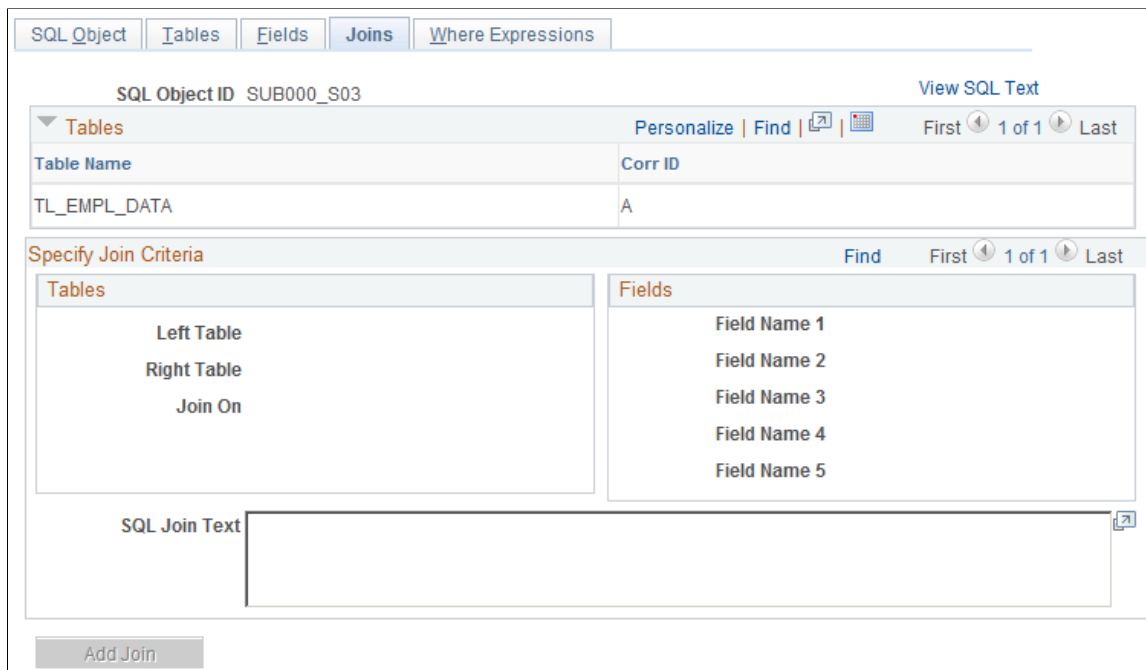 SQL Object Tables Fields Joins Where Expressions
SQL Object ID SUB000_S03 View SQL Text
Tables Personalize | Find | | First 1 of 1 Last
Table Name Corr ID
TL_EMPL_DATA A
Specify Join Criteria Find First 1 of 1 Last
Tables Fields
Left Table Field Name 1
Right Table Field Name 2
Join On Field Name 3
Field Name 4
Field Name 5
SQL Join Text
Add Join